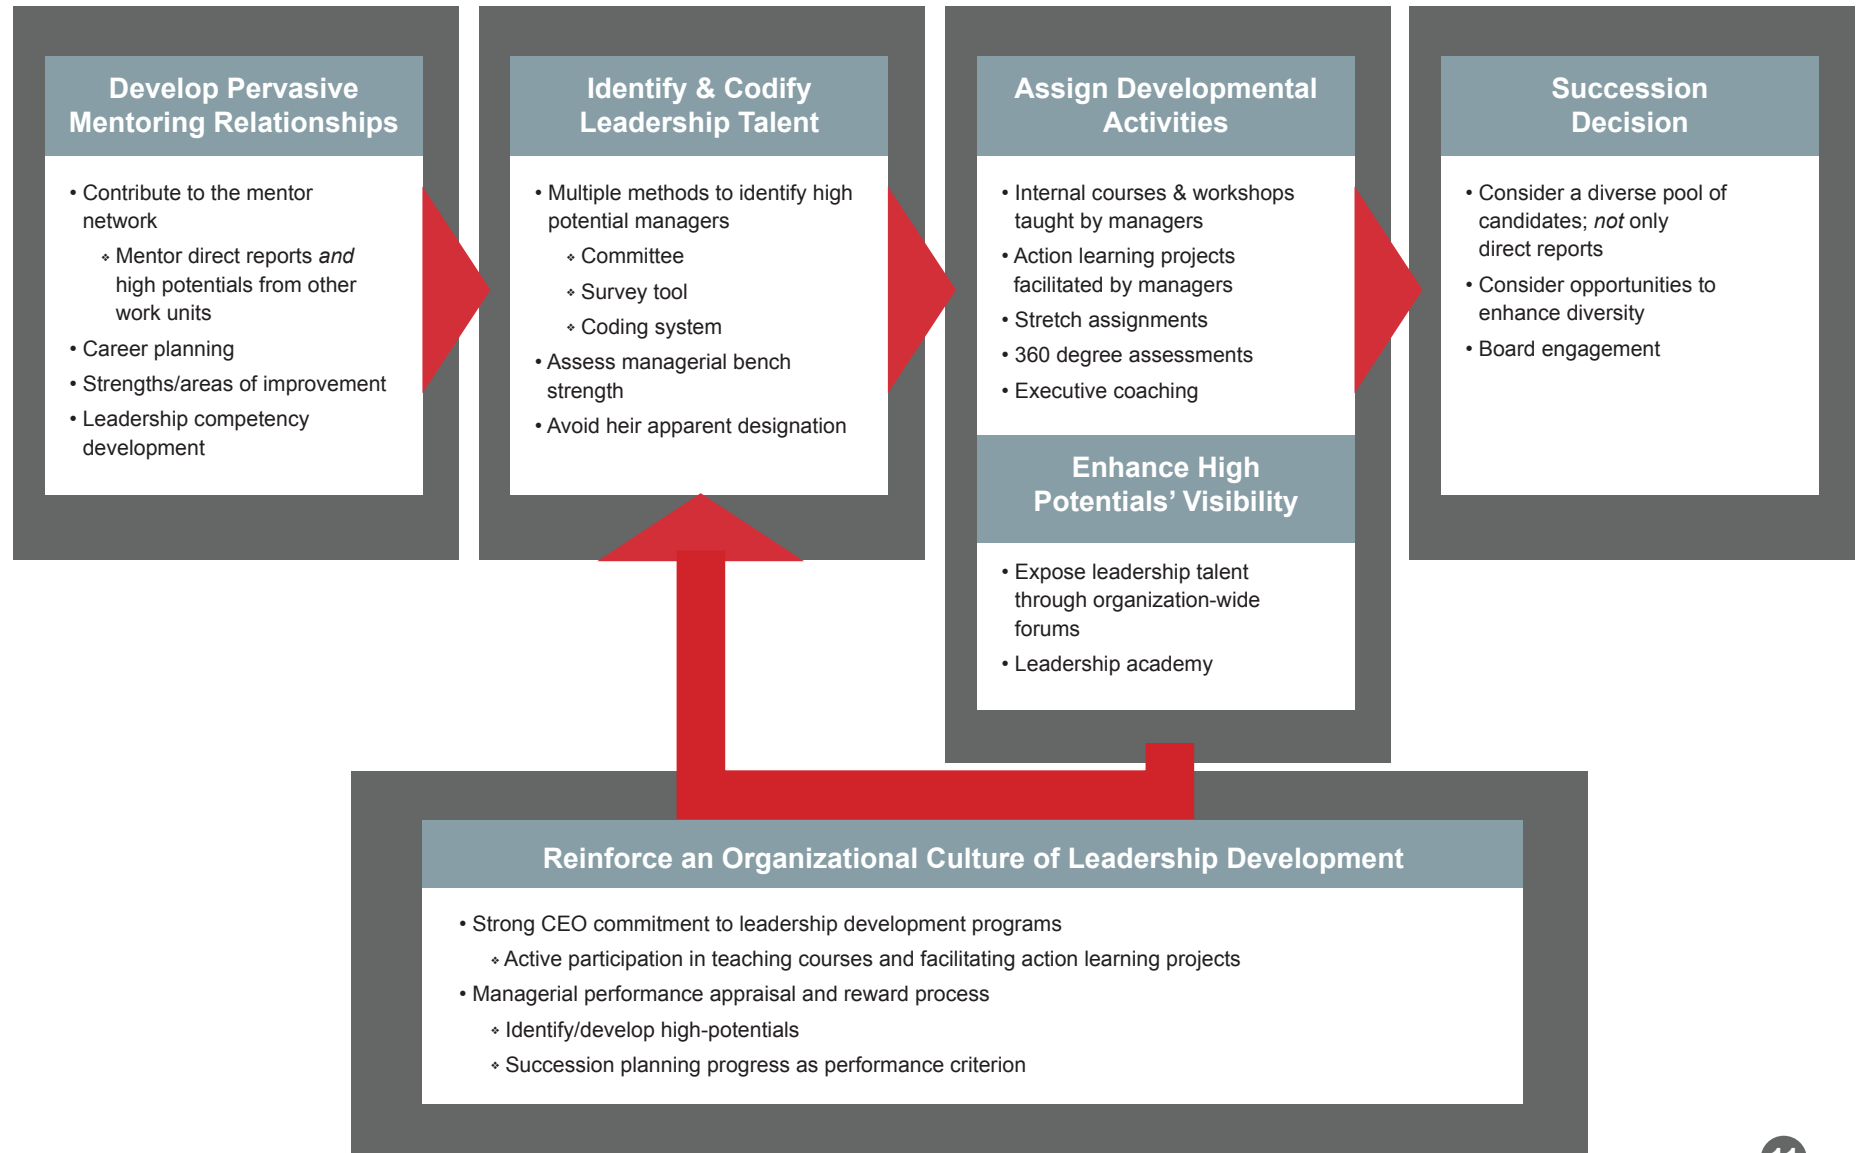 Develop Pervasive
Mentoring Relationships
• Contribute to the mentor
network
❖ Mentor direct reports and
high potentials from other
work units
• Career planning
• Strengths/areas of improvement
• Leadership competency
development
Identify & Codify
Leadership Talent
• Multiple methods to identify high
potential managers
❖ Committee
❖ Survey tool
❖ Coding system
• Assess managerial bench
strength
• Avoid heir apparent designation
Assign Developmental
Activities
• Internal courses & workshops
taught by managers
• Action learning projects
facilitated by managers
• Stretch assignments
• 360 degree assessments
• Executive coaching
Enhance High
Potentials’ Visibility
• Expose leadership talent
through organization-wide
forums
• Leadership academy
Succession
Decision
• Consider a diverse pool of
candidates; not only
direct reports
• Consider opportunities to
enhance diversity
• Board engagement
Reinforce an Organizational Culture of Leadership Development
• Strong CEO commitment to leadership development programs
❖ Active participation in teaching courses and facilitating action learning projects
• Managerial performance appraisal and reward process
❖ Identify/develop high-potentials
❖ Succession planning progress as performance criterion